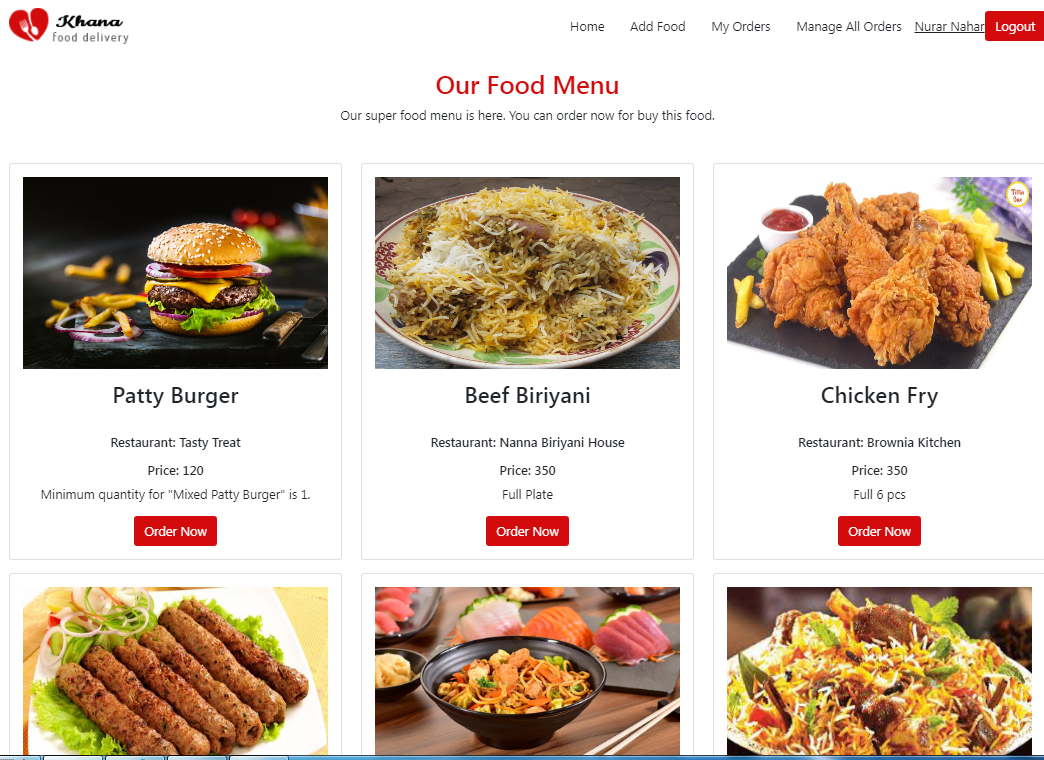 Khana
food delivery
Home Add Food My Orders Manage All Orders Nurar Nahar Logout
Our Food Menu
Our super food menu is here. You can order now for buy this food.
Tiffin
Box
Patty Burger Beef Biriyani Chicken Fry
Restaurant: Tasty Treat Restaurant: Nanna Biriyani House Restaurant: Brownia Kitchen
Price: 120 Price: 350 Price: 350
Minimum quantity for "Mixed Patty Burger" is 1. Full Plate Full 6 pcs
Order Now Order Now Order Now